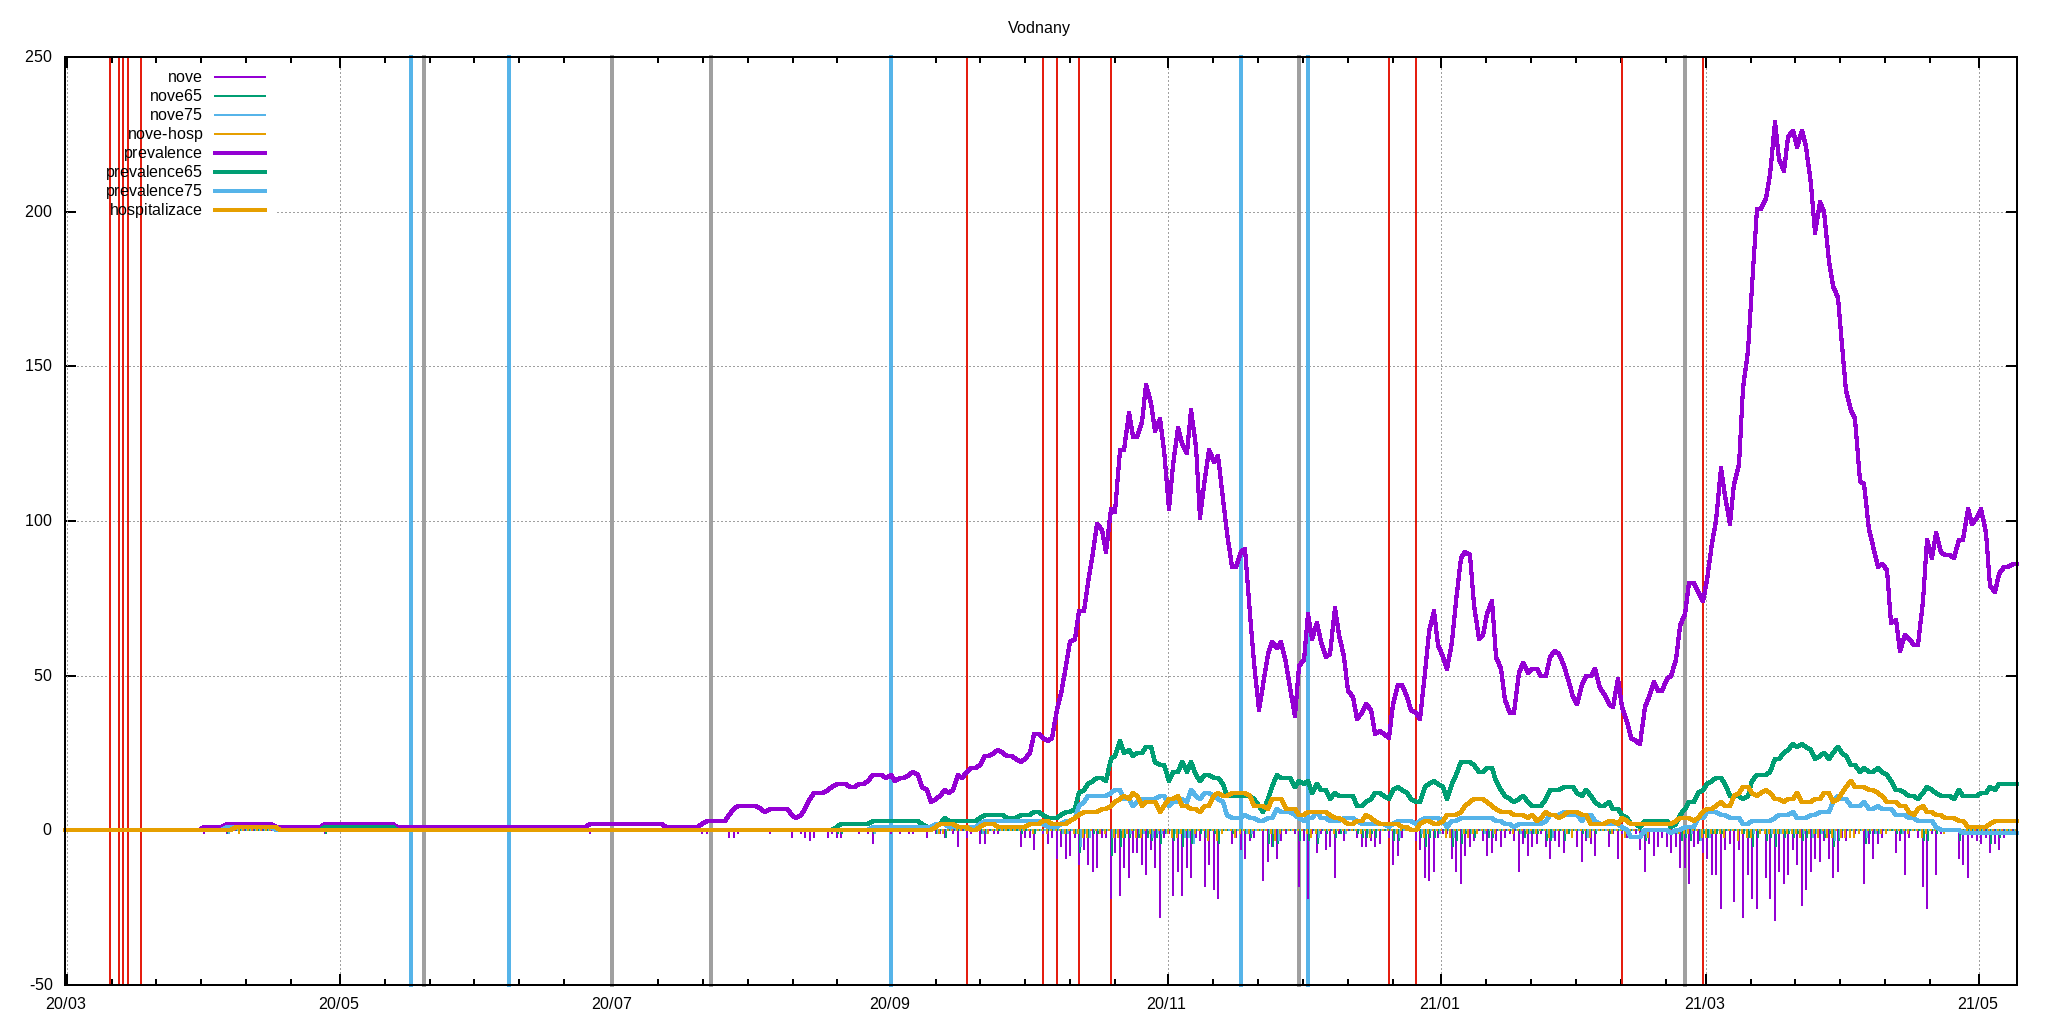 Vodnany
250
nove
nove65
nove75
nove-hosp
prevalence
prevalence65
prevalence75
hospitalizace
200
150
100
50
0
-50
20/03 20/05 20/07 20/09 20/11 21/01 21/03 21/05